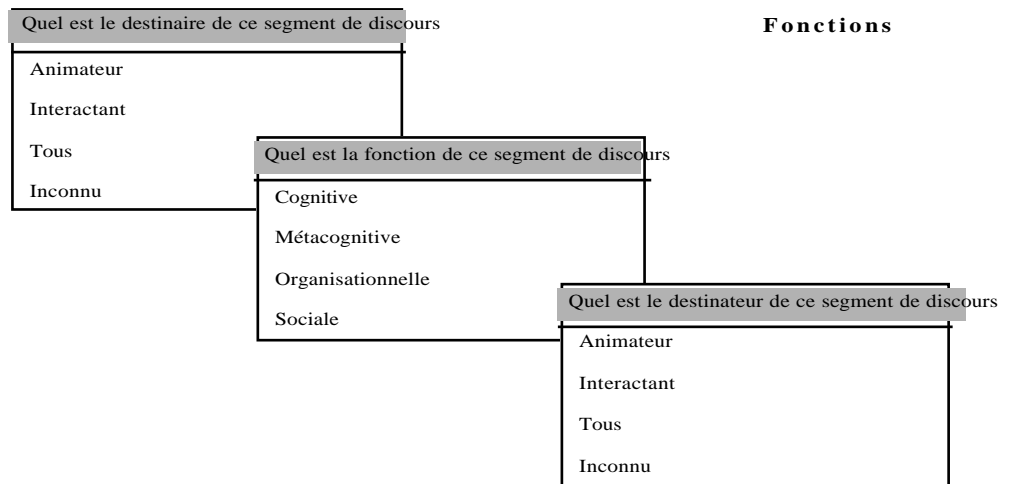 Quel est le destinaire de ce segment de discours
Fonctions
Animateur
Interactant
Tous
Inconnu
Quel est la fonction de ce segment de discours
Cognitive
Métacognitive
Organisationnelle
Sociale
Quel est le destinateur de ce segment de discours
Animateur
Interactant
Tous
Inconnu